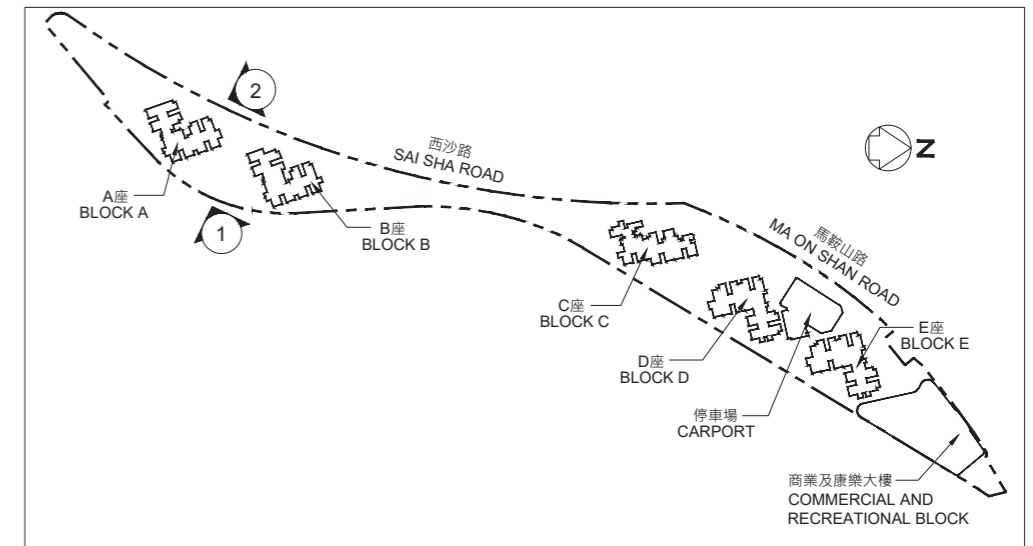 2
西沙路
SAI SHA ROAD
N
A座
BLOCK A
B座
BLOCK B
1
馬鞍山路
MA ON SHAN ROAD
C座
BLOCK C
E座
BLOCK E
D座
BLOCK D
停車場
CARPORT
商業及康樂大樓
COMMERCIAL AND
RECREATIONAL BLOCK